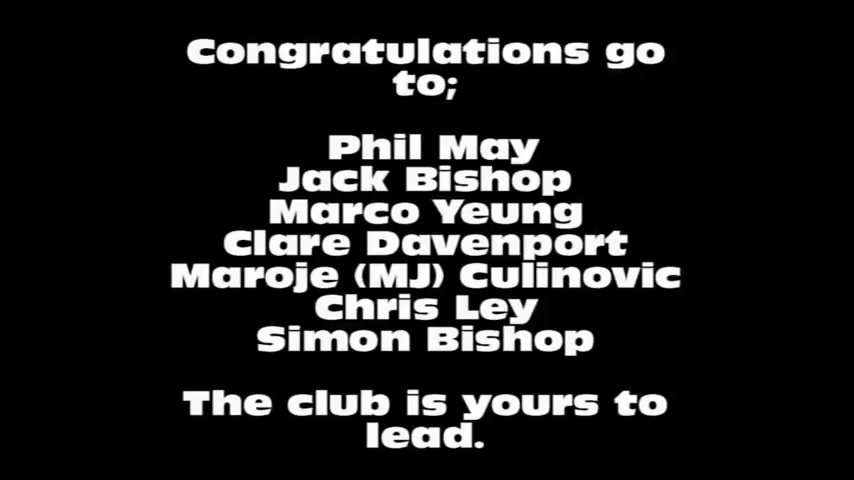 Congratulations go
to;
Phil May
Jack Bishop
Marco Yeung
Clare Davenport
Maroje (MJ) Culinovic
Chris Ley
Simon Bishop
The club is yours to
lead.